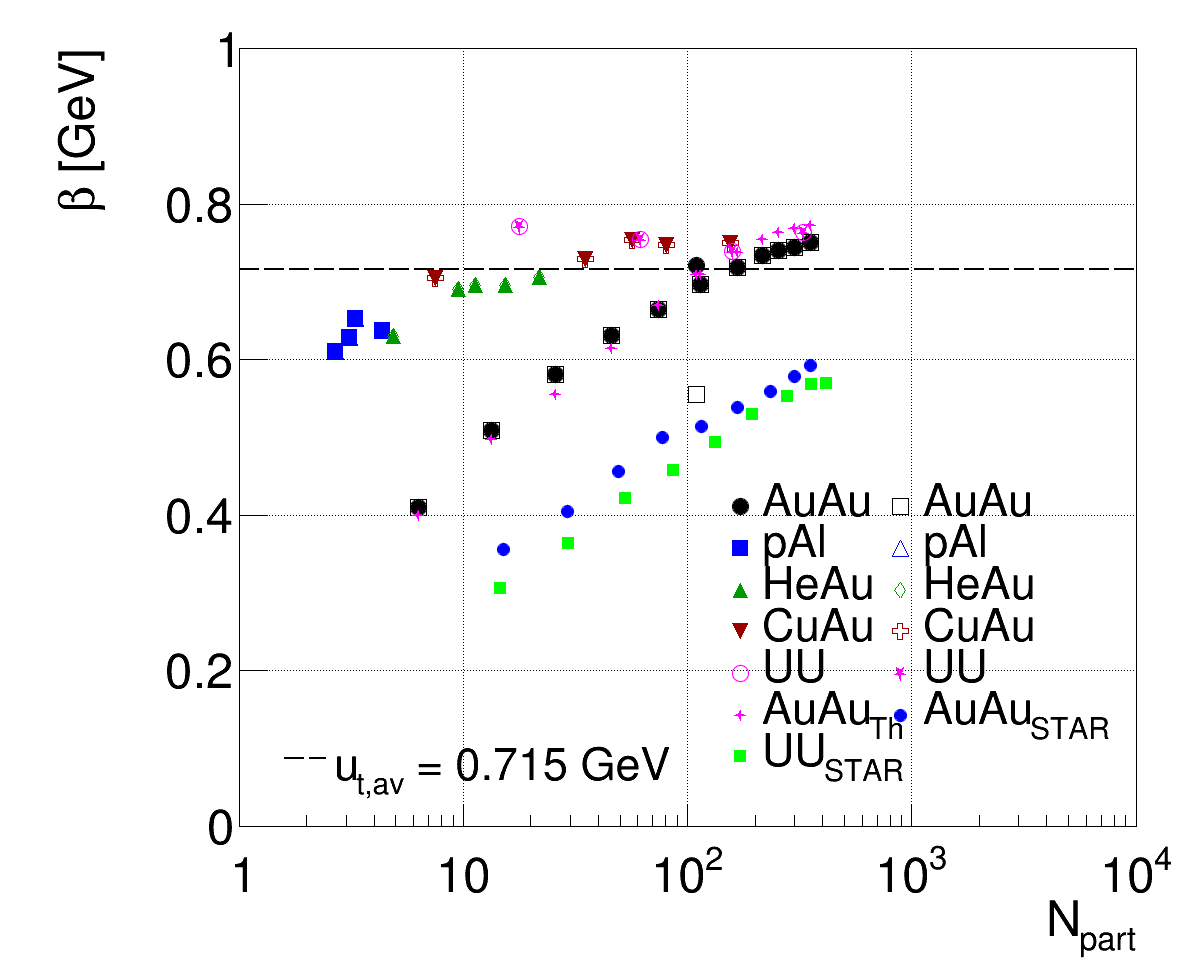 β [GeV]
1
0.8
0.6
0.4
0.2
0
AuAu AuAu
pAl pAl
HeAu HeAu
CuAu CuAu
UU UU
AuAu_Th AuAu_STAR
UU_STAR
u_t,av = 0.715 GeV
1 10 10² 10³ 10⁴
N_part